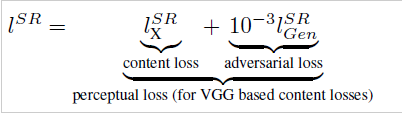 l^{SR} = l_X^{SR} + 10^{-3} l_{Gen}^{SR}
content loss adversarial loss
perceptual loss (for VGG based content losses)